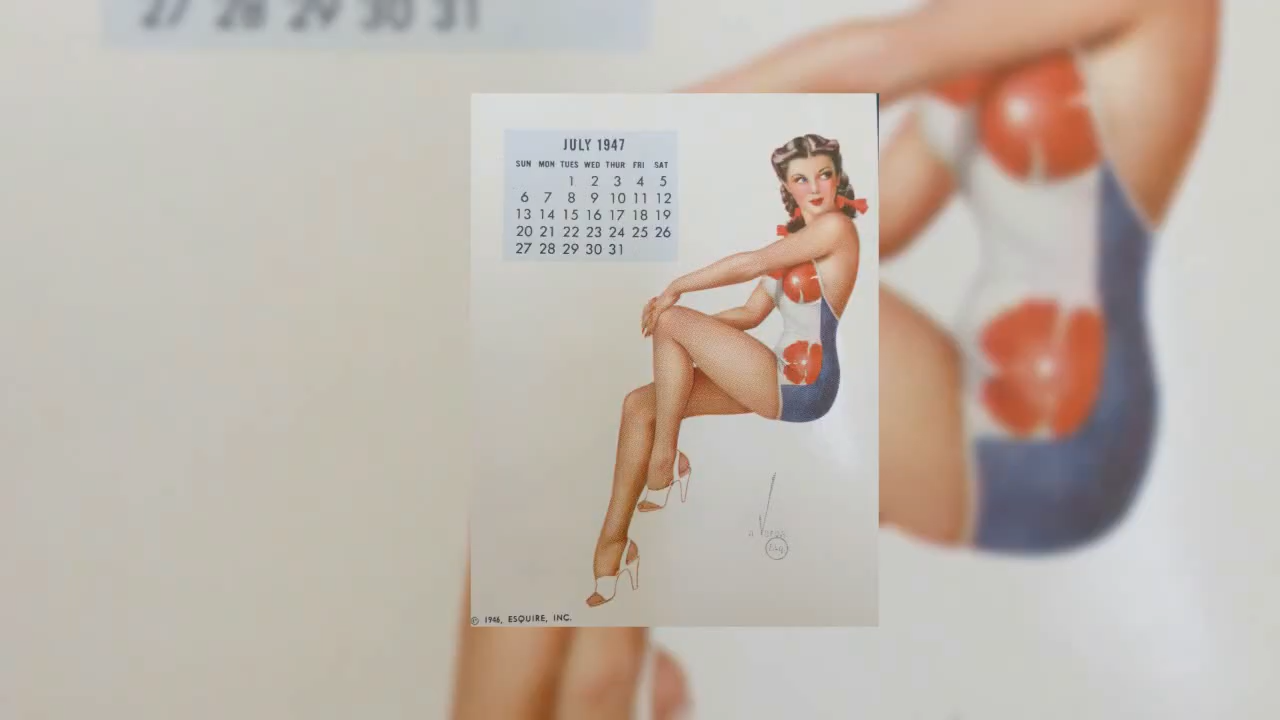 27 28 29 30 31
JULY 1947
SUN MON TUES WED THUR FRI SAT
1 2 3 4 5
6 7 8 9 10 11 12
13 14 15 16 17 18 19
20 21 22 23 24 25 26
27 28 29 30 31
© 1946, ESQUIRE, INC.